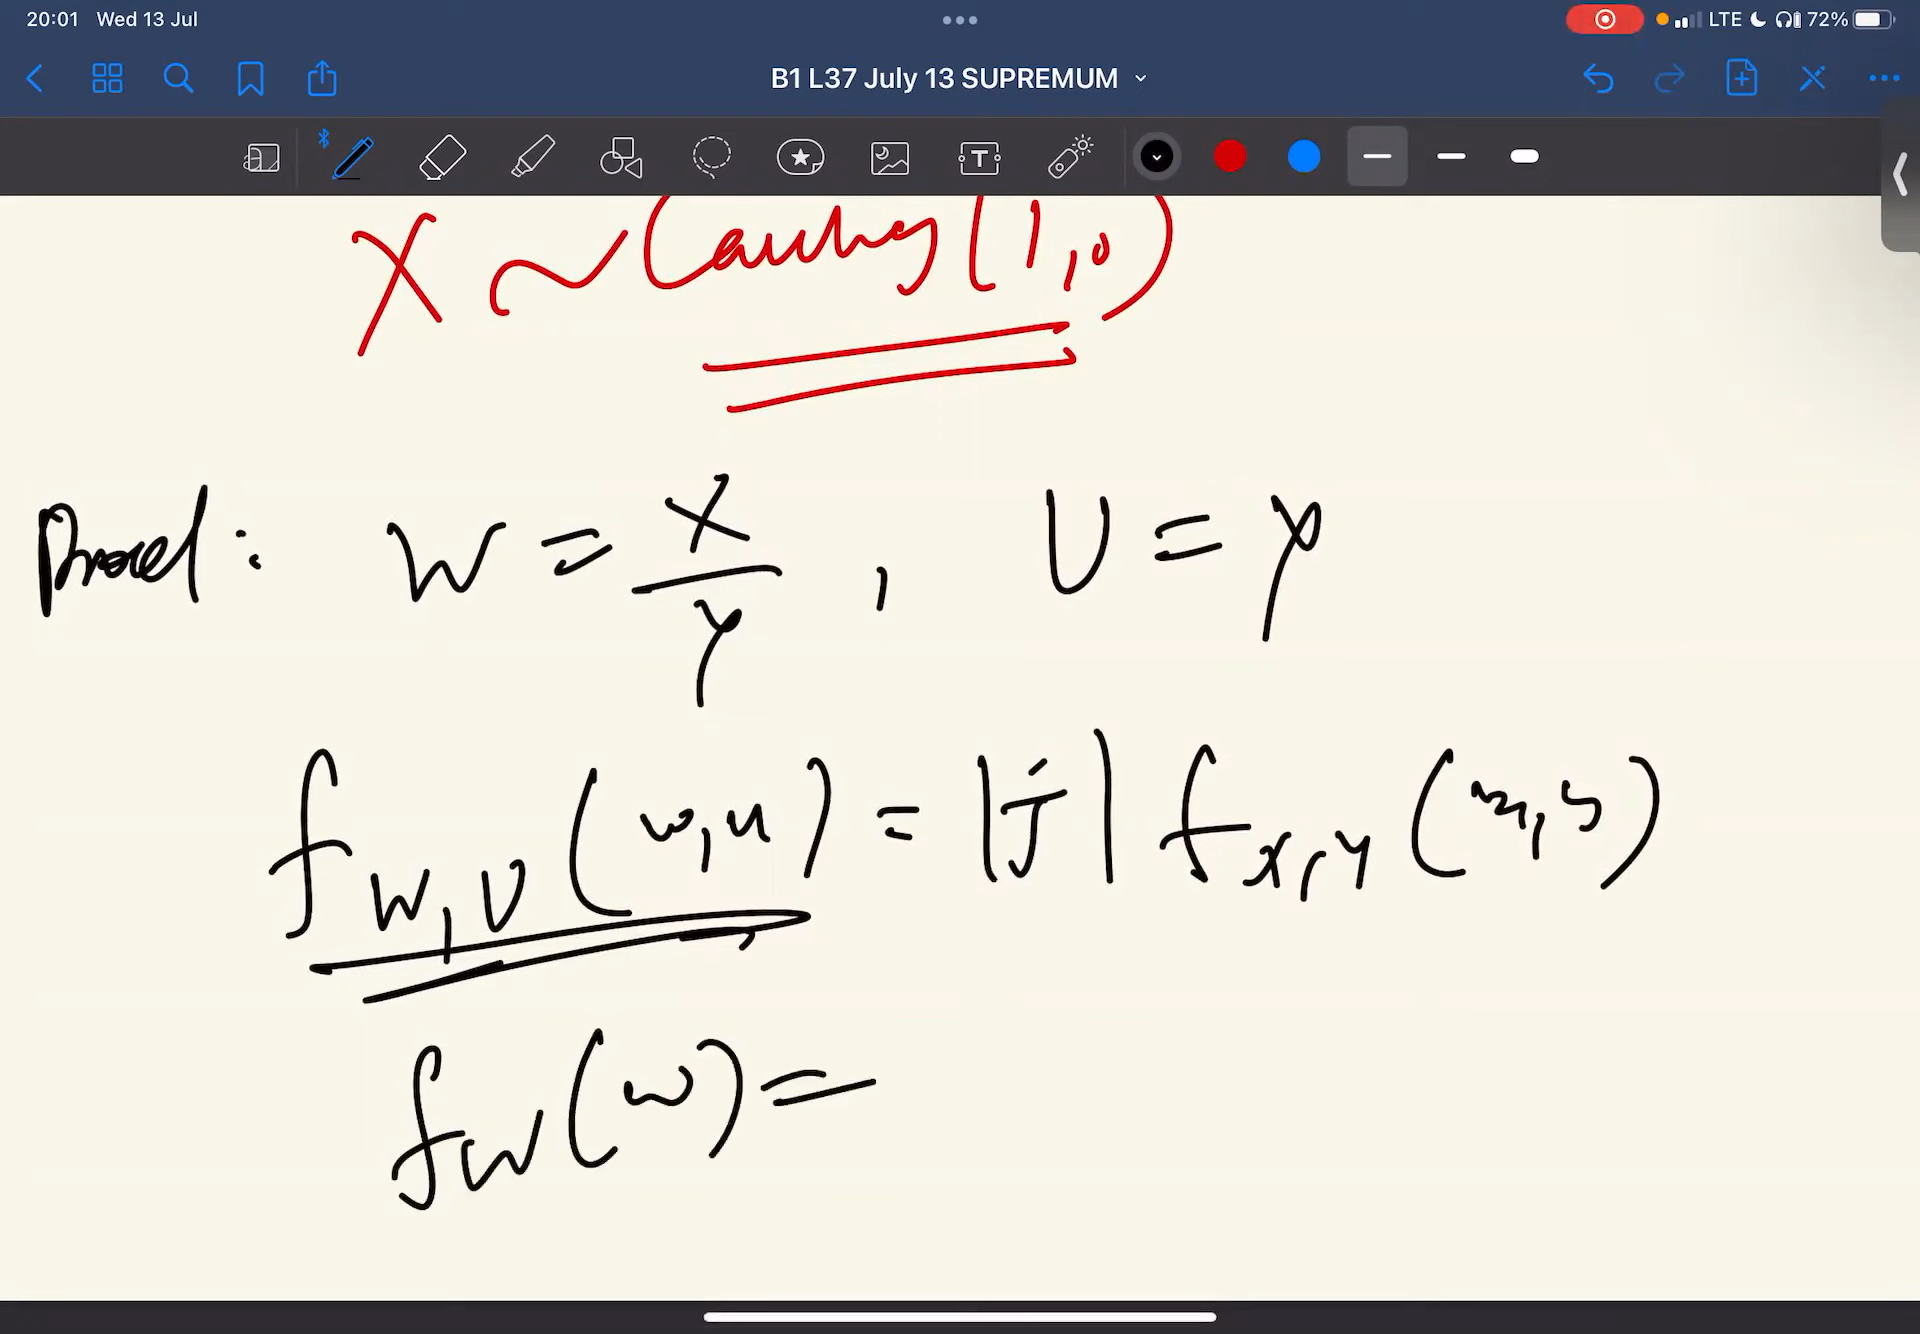 20:01 Wed 13 Jul LTE 72%
B1 L37 July 13 SUPREMUM
T
X ~ Cauchy(1,0)
Proof: W = X/Y , U = Y
f_{W,U}(w,u) = |J| f_{X,Y}(x,y)
f_W(w) =